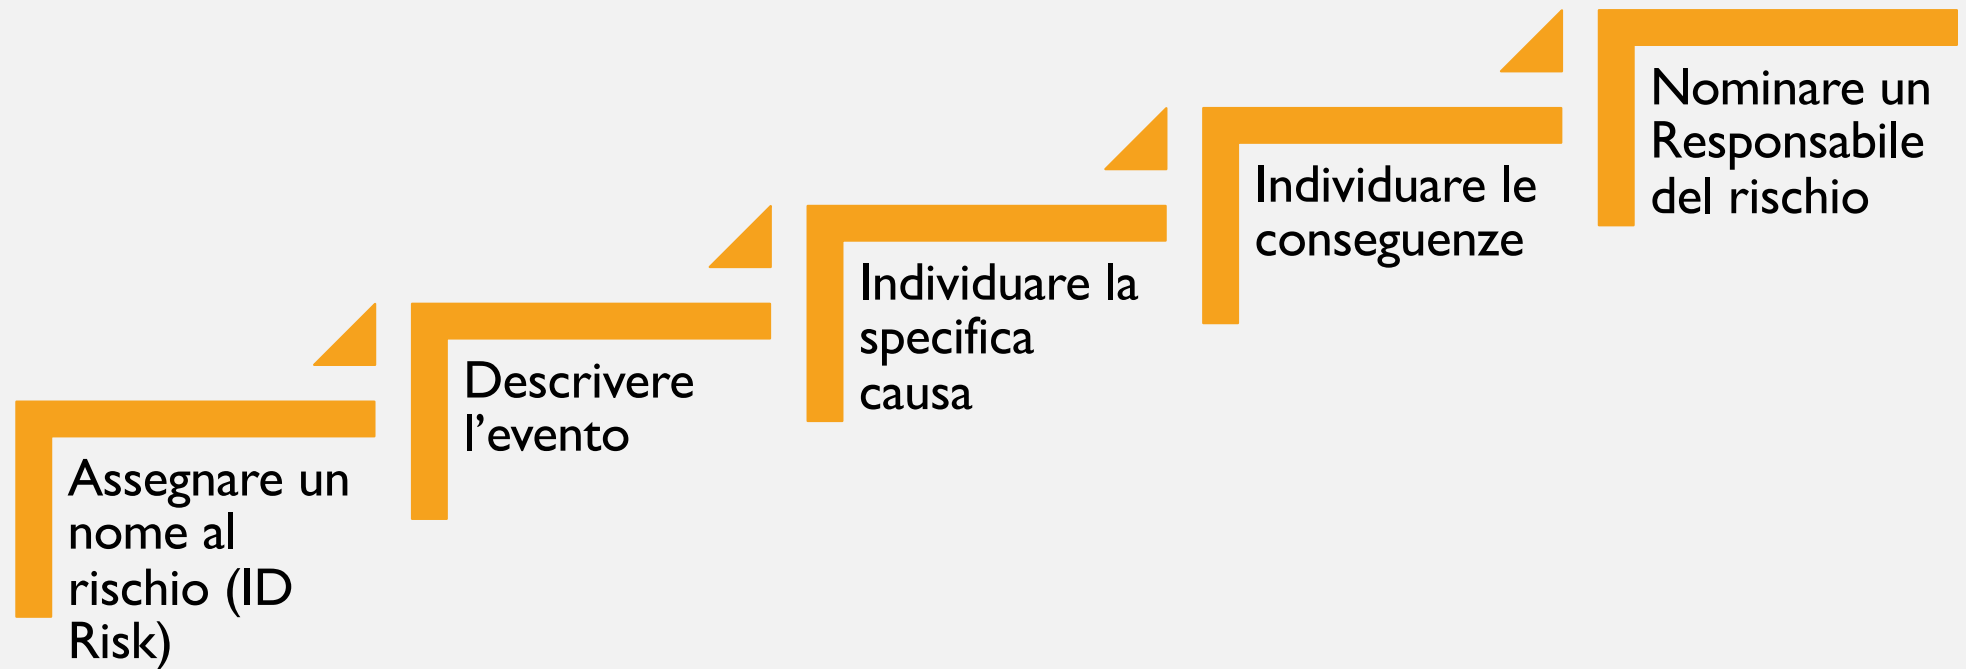 Assegnare un
nome al
rischio (ID
Risk)
Descrivere
l’evento
Individuare la
specifica
causa
Individuare le
conseguenze
Nominare un
Responsabile
del rischio